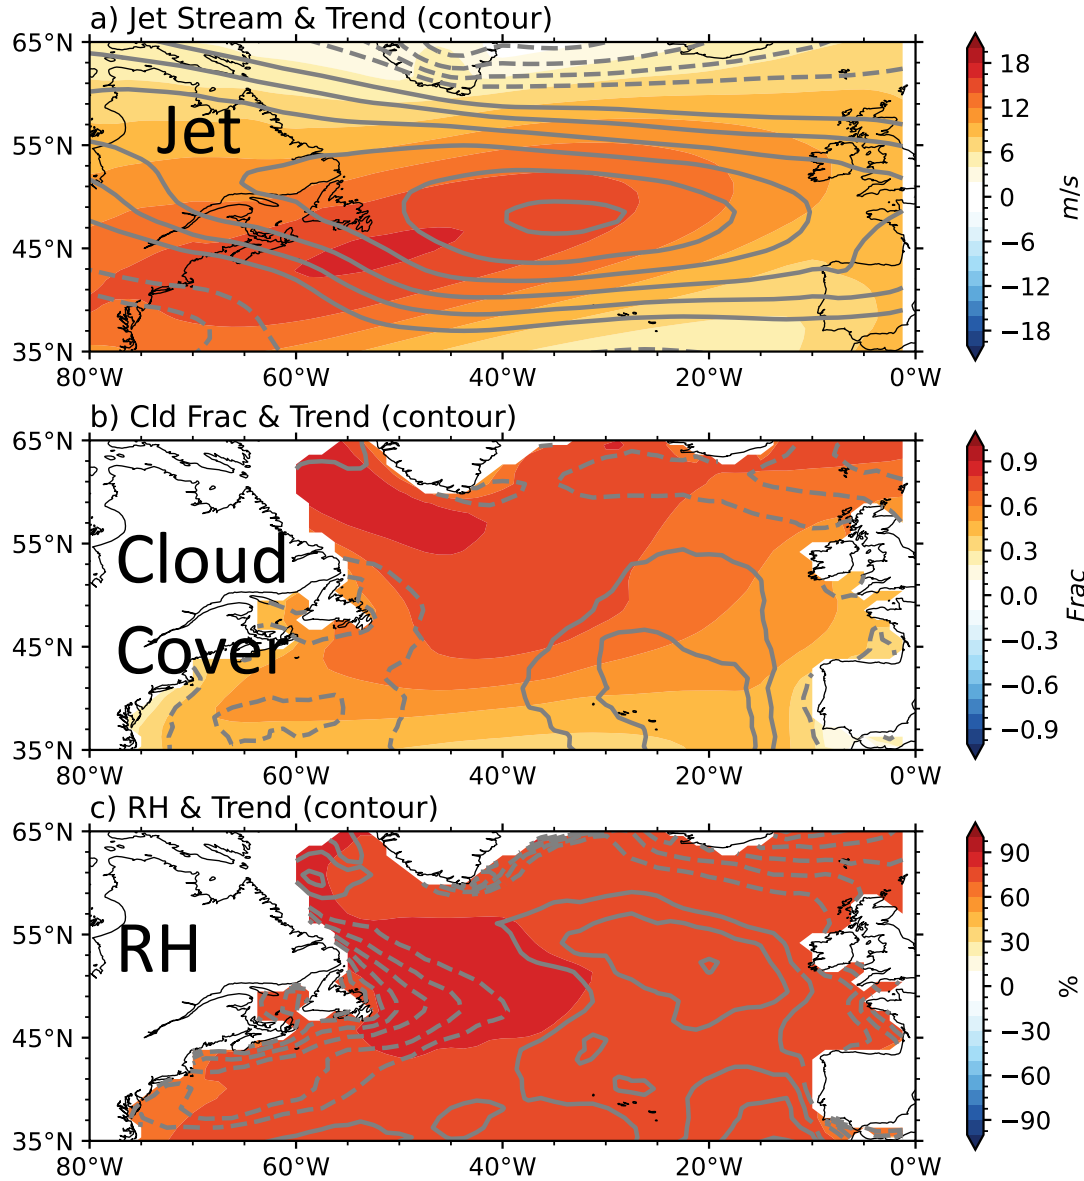 a) Jet Stream & Trend (contour)
65°N
55°N
45°N
35°N
Jet
80°W
60°W
40°W
20°W
0°W
18
12
6
0
−6
−12
−18
m/s
b) Cld Frac & Trend (contour)
65°N
55°N
45°N
35°N
Cloud
Cover
80°W
60°W
40°W
20°W
0°W
0.9
0.6
0.3
0.0
−0.3
−0.6
−0.9
Frac
c) RH & Trend (contour)
65°N
55°N
45°N
35°N
RH
80°W
60°W
40°W
20°W
0°W
90
60
30
0
−30
−60
−90
%